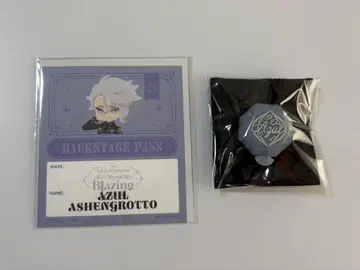 BACKSTAGE PASS
DATE.
Blazing
NAME.
AZUL
ASHENGROTTO
Azul